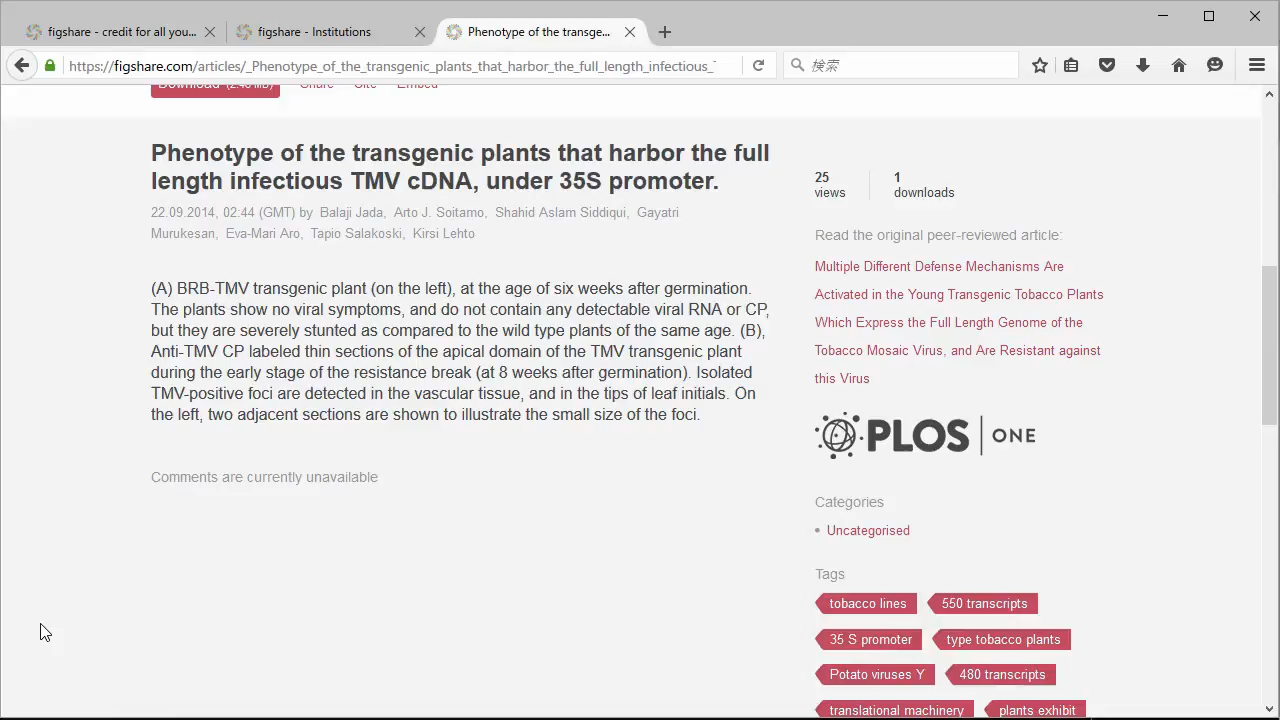 figshare - credit for all you...
figshare - Institutions
Phenotype of the transge...
https://figshare.com/articles/_Phenotype_of_the_transgenic_plants_that_harbor_the_full_length_infectious_
検索
Download (2.48 MB)
Share
Cite
Embed
Phenotype of the transgenic plants that harbor the full
length infectious TMV cDNA, under 35S promoter.
22.09.2014, 02:44 (GMT) by Balaji Jada, Arto J. Soitamo, Shahid Aslam Siddiqui, Gayatri
Murukesan, Eva-Mari Aro, Tapio Salakoski, Kirsi Lehto
(A) BRB-TMV transgenic plant (on the left), at the age of six weeks after germination.
The plants show no viral symptoms, and do not contain any detectable viral RNA or CP,
but they are severely stunted as compared to the wild type plants of the same age. (B),
Anti-TMV CP labeled thin sections of the apical domain of the TMV transgenic plant
during the early stage of the resistance break (at 8 weeks after germination). Isolated
TMV-positive foci are detected in the vascular tissue, and in the tips of leaf initials. On
the left, two adjacent sections are shown to illustrate the small size of the foci.
Comments are currently unavailable
25
views
1
downloads
Read the original peer-reviewed article:
Multiple Different Defense Mechanisms Are
Activated in the Young Transgenic Tobacco Plants
Which Express the Full Length Genome of the
Tobacco Mosaic Virus, and Are Resistant against
this Virus
PLOS ONE
Categories
Uncategorised
Tags
tobacco lines
550 transcripts
35 S promoter
type tobacco plants
Potato viruses Y
480 transcripts
translational machinery
plants exhibit